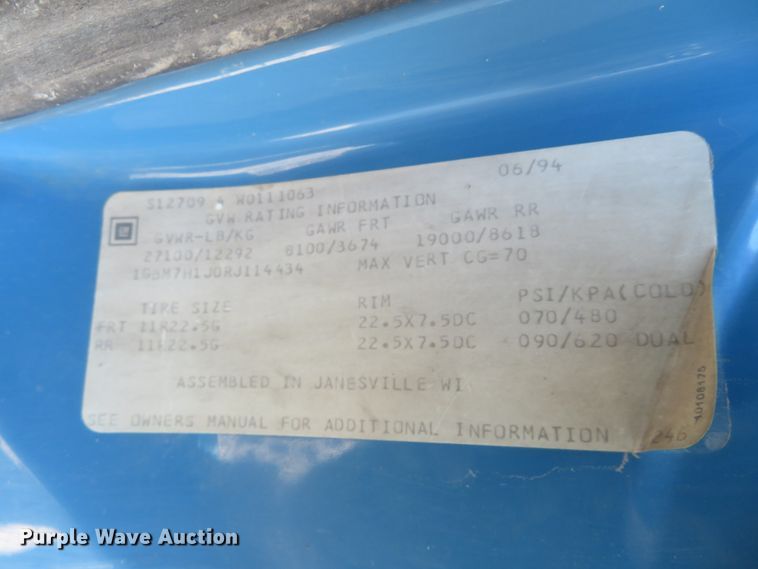 06/94
S12709 4 W0111063
GVW RATING INFORMATION
GVWR-LB/KG GAWR FRT GAWR RR
27100/12292 8100/3674 19000/8618
1GBM7H1J0RJ114434 MAX VERT CG=70
TIRE SIZE RIM PSI/KPA(COLD)
FRT 11R22.5G 22.5X7.5DC 070/480
RR 11R22.5G 22.5X7.5DC 090/620 DUAL
ASSEMBLED IN JANESVILLE WI
SEE OWNERS MANUAL FOR ADDITIONAL INFORMATION
246
GM
Purple Wave Auction